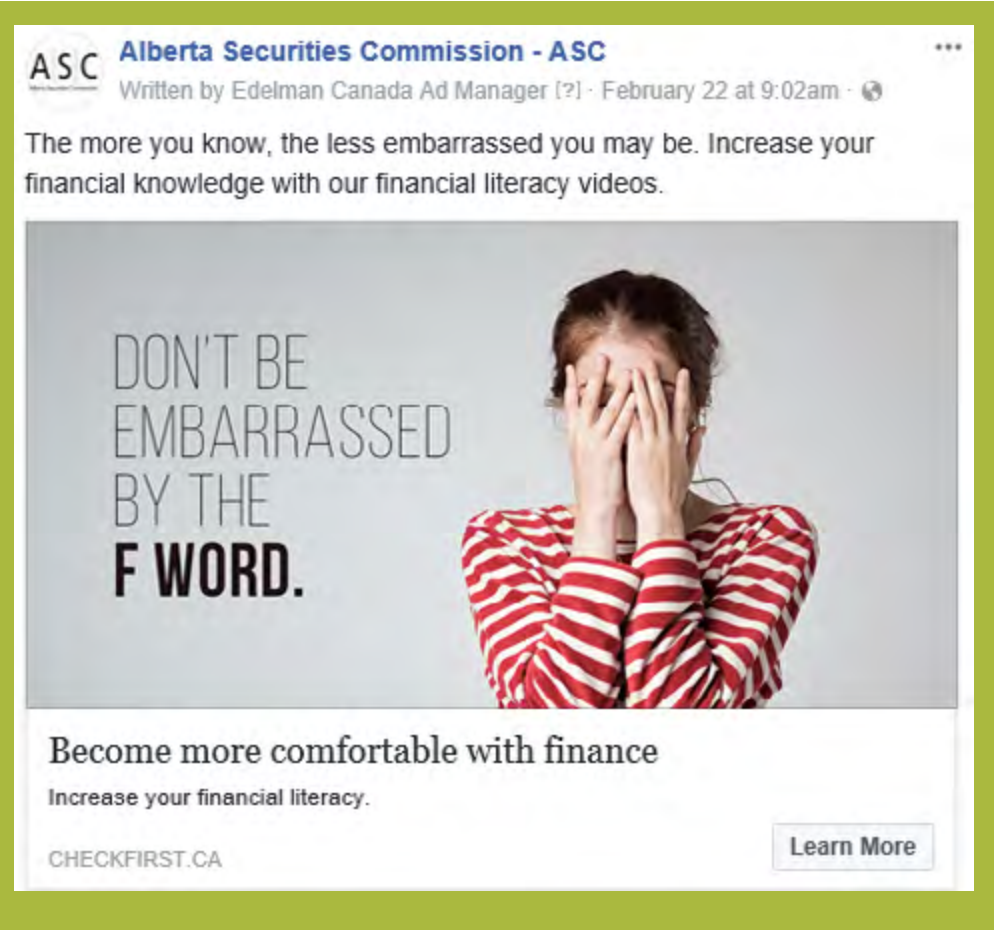 ASC
Alberta Securities Commission - ASC
Written by Edelman Canada Ad Manager [?] · February 22 at 9:02am ·
The more you know, the less embarrassed you may be. Increase your
financial knowledge with our financial literacy videos.
DON'T BE
EMBARRASSED
BY THE
F WORD.
Become more comfortable with finance
Increase your financial literacy.
CHECKFIRST.CA
Learn More